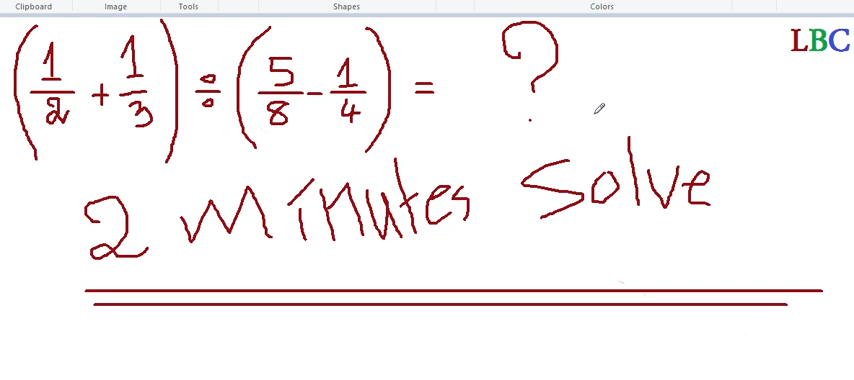 Clipboard Image Tools Shapes Colors
LBC
(1/2 + 1/3) ÷ (5/8 - 1/4) = ?
2 Minutes Solve